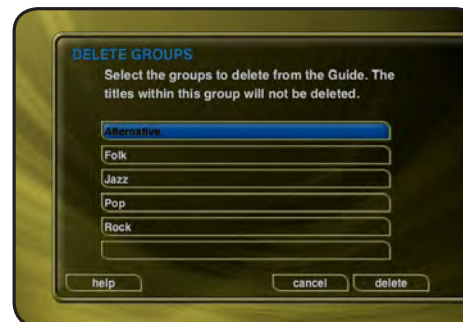 DELETE GROUPS
Select the groups to delete from the Guide. The
titles within this group will not be deleted.
Alternative
Folk
Jazz
Pop
Rock
help
cancel
delete